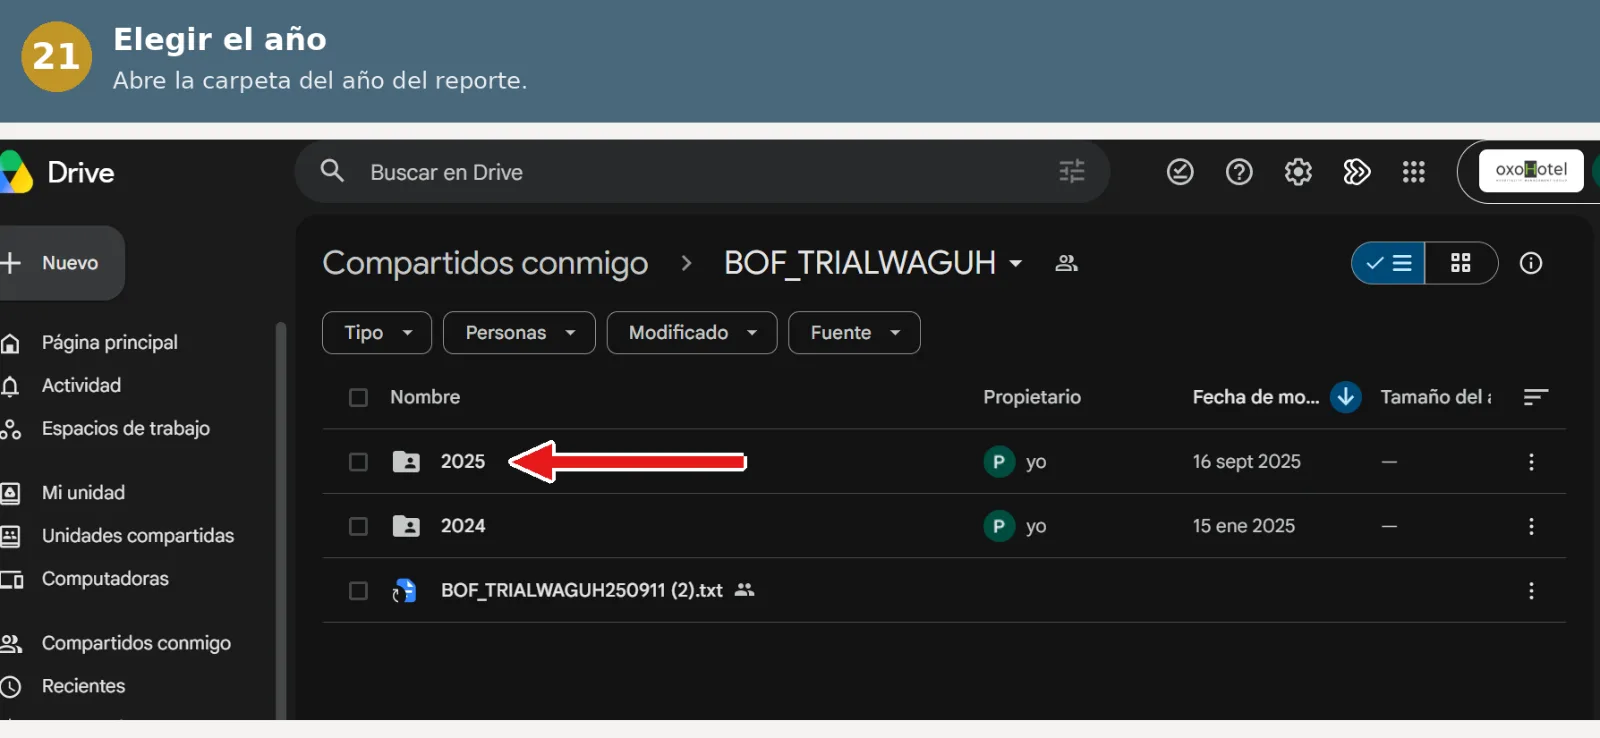 21
Elegir el año
Abre la carpeta del año del reporte.
Drive
Buscar en Drive
oxoHotel
Nuevo
Compartidos conmigo > BOF_TRIALWAGUH
Tipo Personas Modificado Fuente
Página principal
Actividad
Espacios de trabajo
Mi unidad
Unidades compartidas
Computadoras
Compartidos conmigo
Recientes
Nombre Propietario Fecha de mo... Tamaño del
2025 P yo 16 sept 2025 —
2024 P yo 15 ene 2025 —
BOF_TRIALWAGUH250911 (2).txt